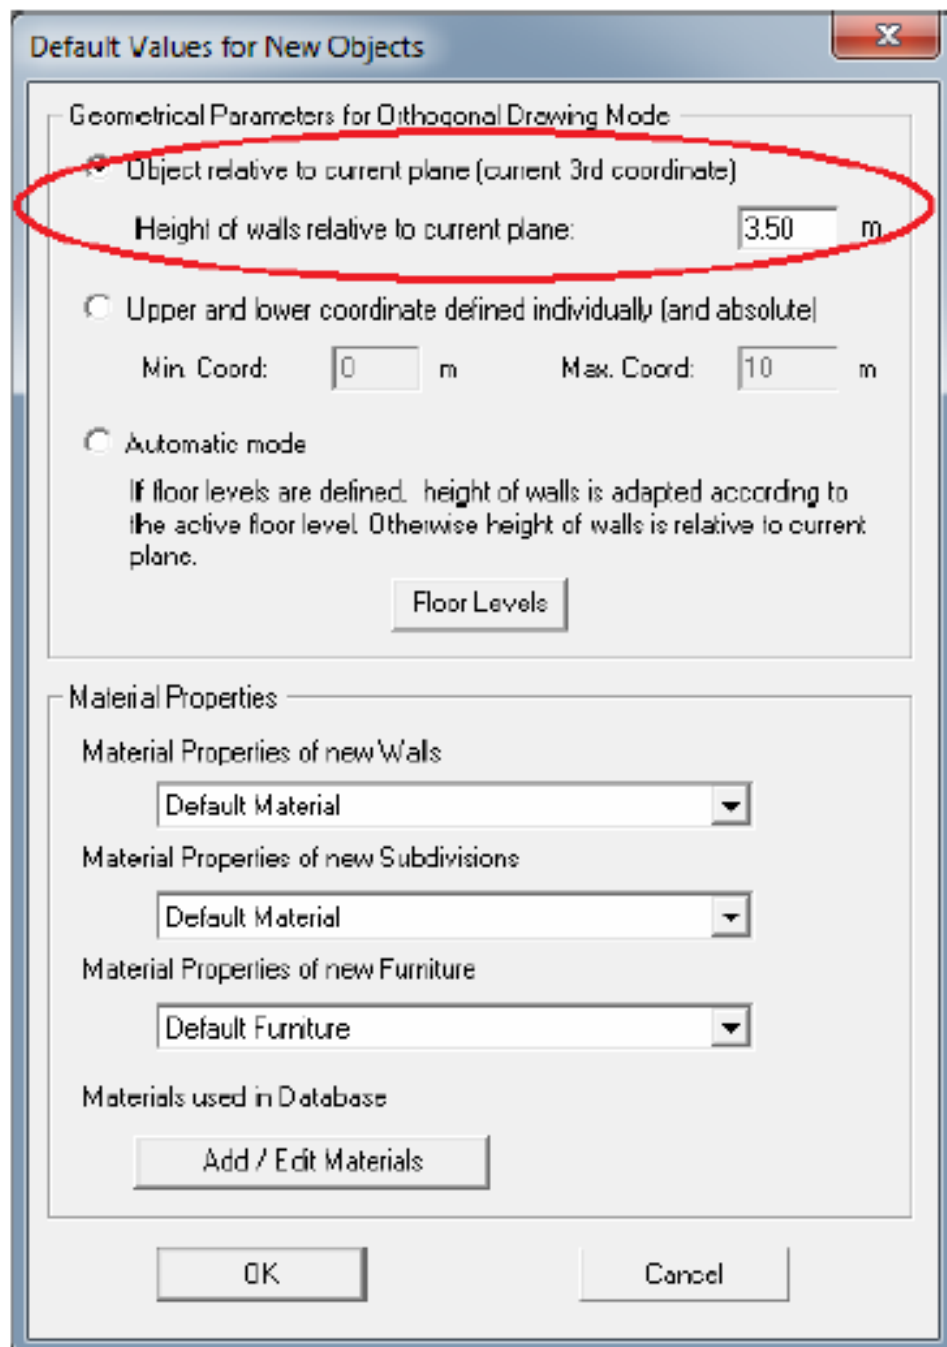 Default Values for New Objects
x
Geometrical Parameters for Orthogonal Drawing Mode
Object relative to current plane (current 3rd coordinate)
Height of walls relative to current plane: 3.50 m
Upper and lower coordinate defined individually (and absolute)
Min. Coord: 0 m Max. Coord: 10 m
Automatic mode
If floor levels are defined, height of walls is adapted according to
the active floor level. Otherwise height of walls is relative to current
plane.
Floor Levels
Material Properties
Material Properties of new Walls
Default Material
Material Properties of new Subdivisions
Default Material
Material Properties of new Furniture
Default Furniture
Materials used in Database
Add / Edit Materials
OK Cancel